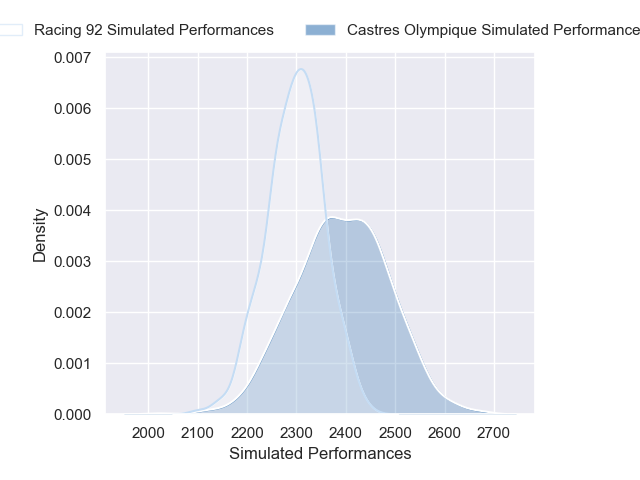 Racing 92 Simulated Performances
Castres Olympique Simulated Performance
0.007
0.006
0.005
0.004
0.003
0.002
0.001
0.000
Density
2000 2100 2200 2300 2400 2500 2600 2700
Simulated Performances